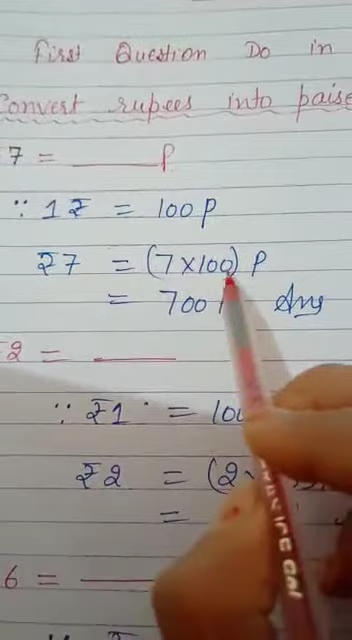 First Question Do in
Convert rupees into paise
7 = ______ P
∵ 1₹ = 100 P
₹7 = (7×100) P
= 700 Ans
₹2 = ______
∵ ₹1 = 100
₹2 = (2×
=
6 = ______